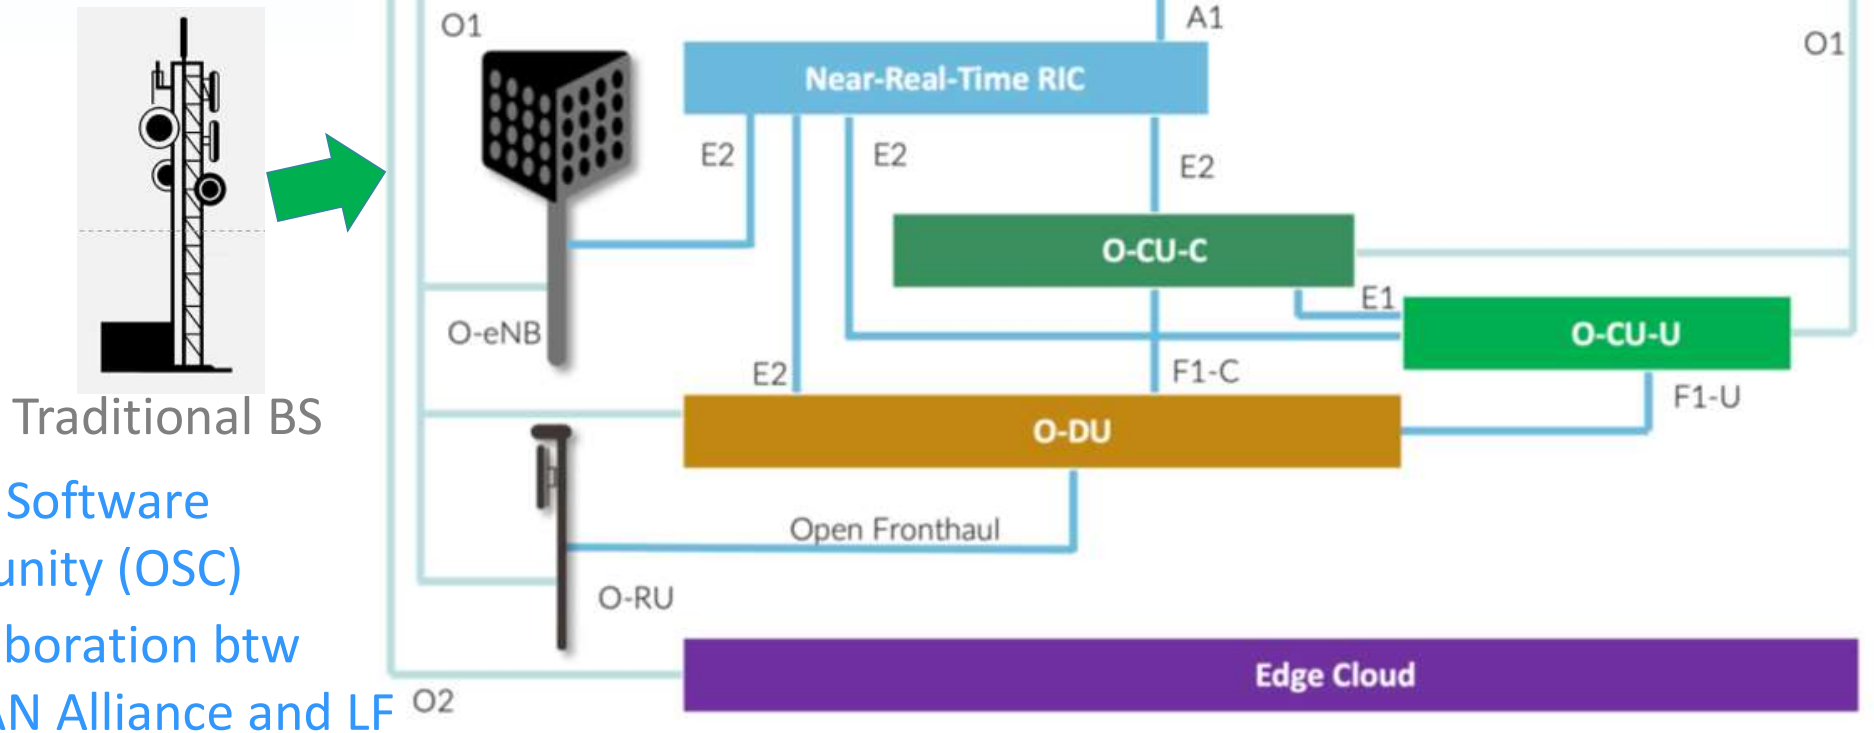 O1
A1
O1
Near-Real-Time RIC
E2
E2
E2
O-CU-C
E1
O-CU-U
O-eNB
E2
F1-C
F1-U
Traditional BS
O-DU
Software
unity (OSC)
Open Fronthaul
O-RU
boration btw
AN Alliance and LF
O2
Edge Cloud